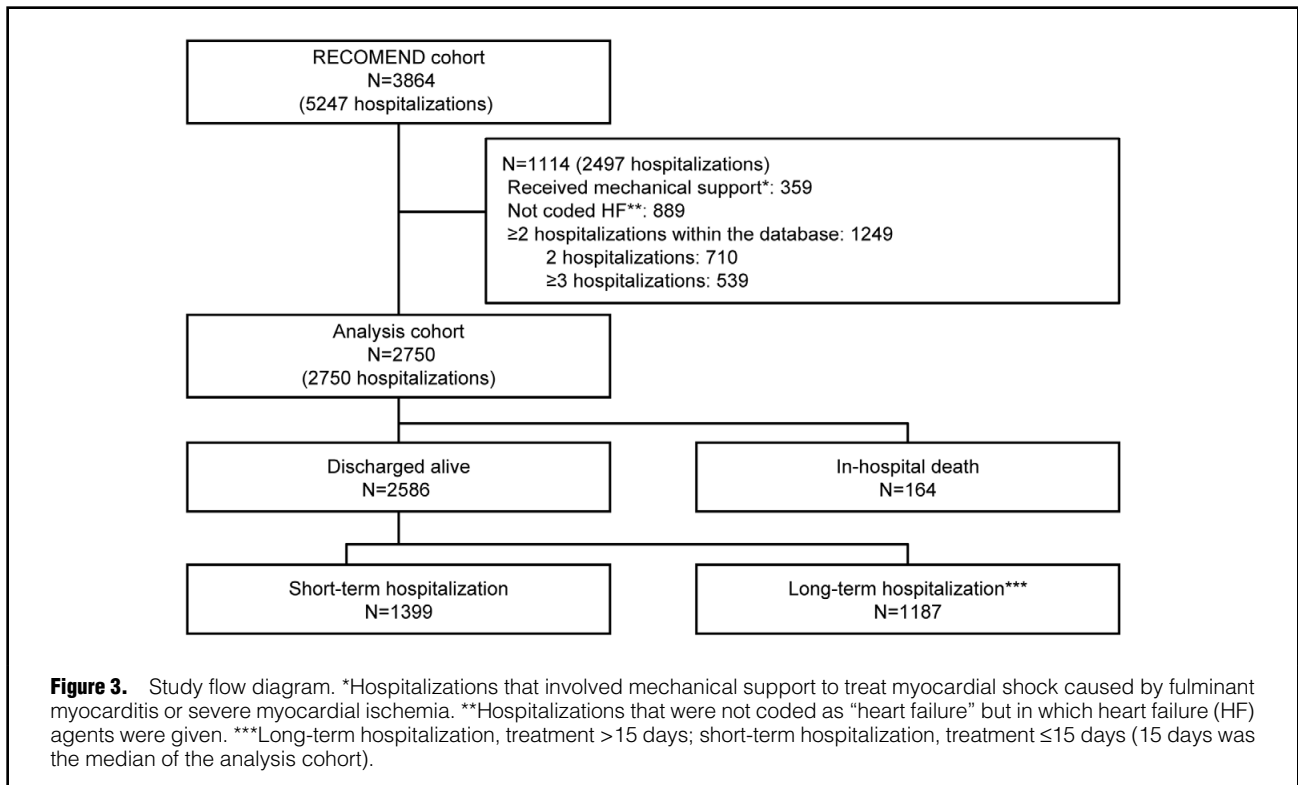 RECOMEND cohort
N=3864
(5247 hospitalizations)
N=1114 (2497 hospitalizations)
Received mechanical support*: 359
Not coded HF**: 889
≥2 hospitalizations within the database: 1249
2 hospitalizations: 710
≥3 hospitalizations: 539
Analysis cohort
N=2750
(2750 hospitalizations)
Discharged alive
N=2586
In-hospital death
N=164
Short-term hospitalization
N=1399
Long-term hospitalization***
N=1187
Figure 3. Study flow diagram. *Hospitalizations that involved mechanical support to treat myocardial shock caused by fulminant
myocarditis or severe myocardial ischemia. **Hospitalizations that were not coded as “heart failure” but in which heart failure (HF)
agents were given. ***Long-term hospitalization, treatment >15 days; short-term hospitalization, treatment ≤15 days (15 days was
the median of the analysis cohort).